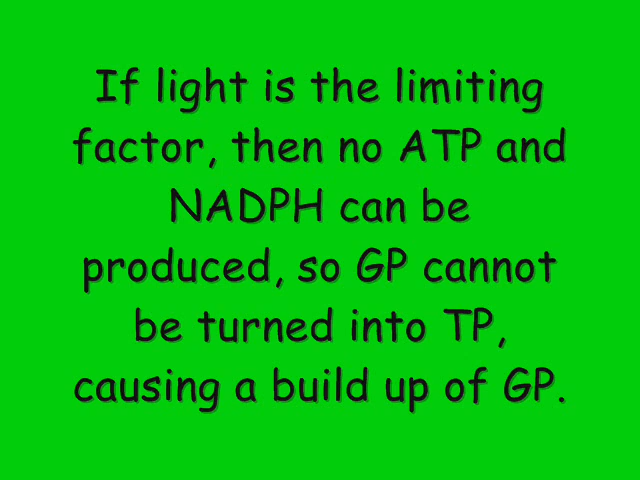 If light is the limiting
factor, then no ATP and
NADPH can be
produced, so GP cannot
be turned into TP,
causing a build up of GP.